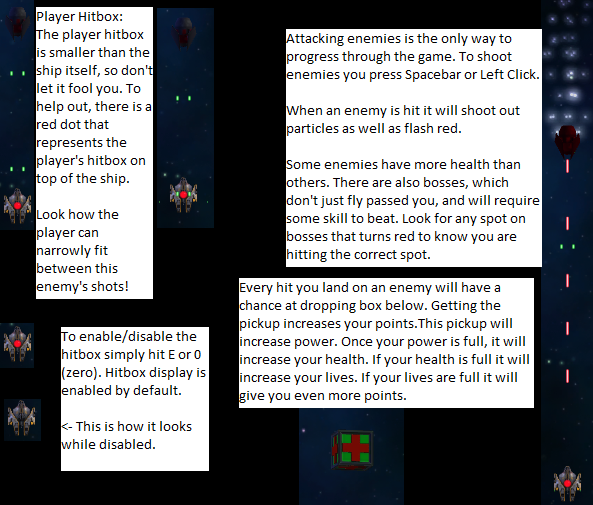 Player Hitbox:
The player hitbox
is smaller than the
ship itself, so don't
let it fool you. To
help out, there is a
red dot that
represents the
player's hitbox on
top of the ship.
Look how the
player can
narrowly fit
between this
enemy's shots!
Attacking enemies is the only way to
progress through the game. To shoot
enemies you press Spacebar or Left Click.
When an enemy is hit it will shoot out
particles as well as flash red.
Some enemies have more health than
others. There are also bosses, which
don't just fly passed you, and will require
some skill to beat. Look for any spot on
bosses that turns red to know you are
hitting the correct spot.
Every hit you land on an enemy will have a
chance at dropping box below. Getting the
pickup increases your points.This pickup will
increase power. Once your power is full, it will
increase your health. If your health is full it will
increase your lives. If your lives are full it will
give you even more points.
To enable/disable the
hitbox simply hit E or 0
(zero). Hitbox display is
enabled by default.
<- This is how it looks
while disabled.